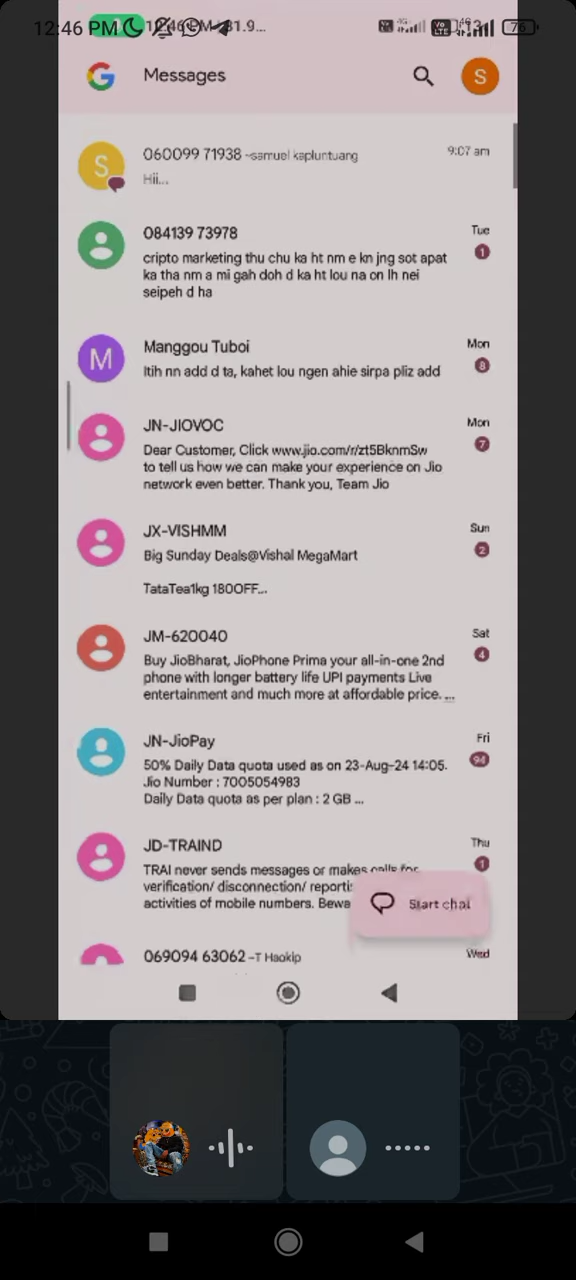 12:46 PM
76
Messages
S
S
060099 71938 ~samuel kapluntuang
9:07 am
Hii...
084139 73978
Tue
cripto marketing thu chu ka ht nm e kn jng sot apat
1
ka tha nm a mi gah doh d ka ht lou na on lh nei
seipeh d ha
M
Manggou Tuboi
Mon
Itih nn add d ta, kahet lou ngen ahie sirpa pliz add
8
JN-JIOVOC
Mon
Dear Customer, Click www.jio.com/r/zt5BknmSw
7
to tell us how we can make your experience on Jio
network even better. Thank you, Team Jio
JX-VISHMM
Sun
Big Sunday Deals@Vishal MegaMart
2
TataTea1kg 180OFF...
JM-620040
Sat
Buy JioBharat, JioPhone Prima your all-in-one 2nd
4
phone with longer battery life UPI payments Live
entertainment and much more at affordable price. ...
JN-JioPay
Fri
50% Daily Data quota used as on 23-Aug-24 14:05.
94
Jio Number : 7005054983
Daily Data quota as per plan : 2 GB ...
JD-TRAIND
Thu
TRAI never sends messages or makes calls for
1
verification/ disconnection/ reporti
activities of mobile numbers. Bewa
Start chat
069094 63062 ~T Haokip
Wed